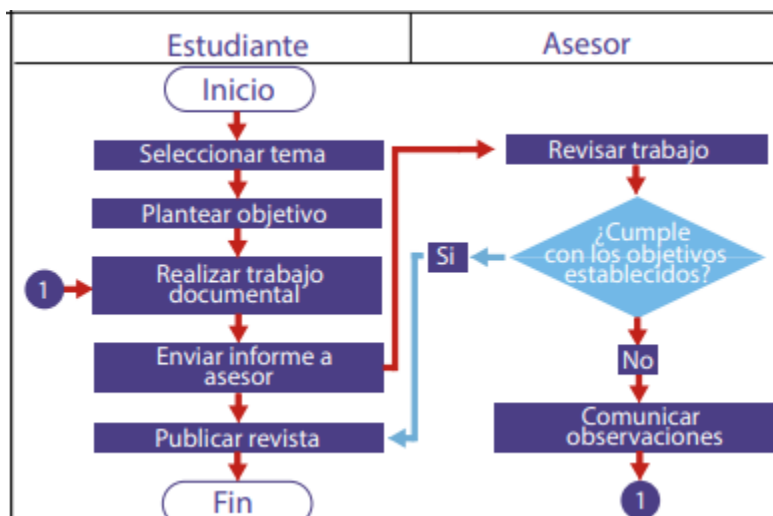 Estudiante
Asesor
Inicio
Seleccionar tema
Plantear objetivo
1
Realizar trabajo
documental
Enviar informe a
asesor
Publicar revista
Fin
Revisar trabajo
¿Cumple
con los objetivos
establecidos?
Si
No
Comunicar
observaciones
1